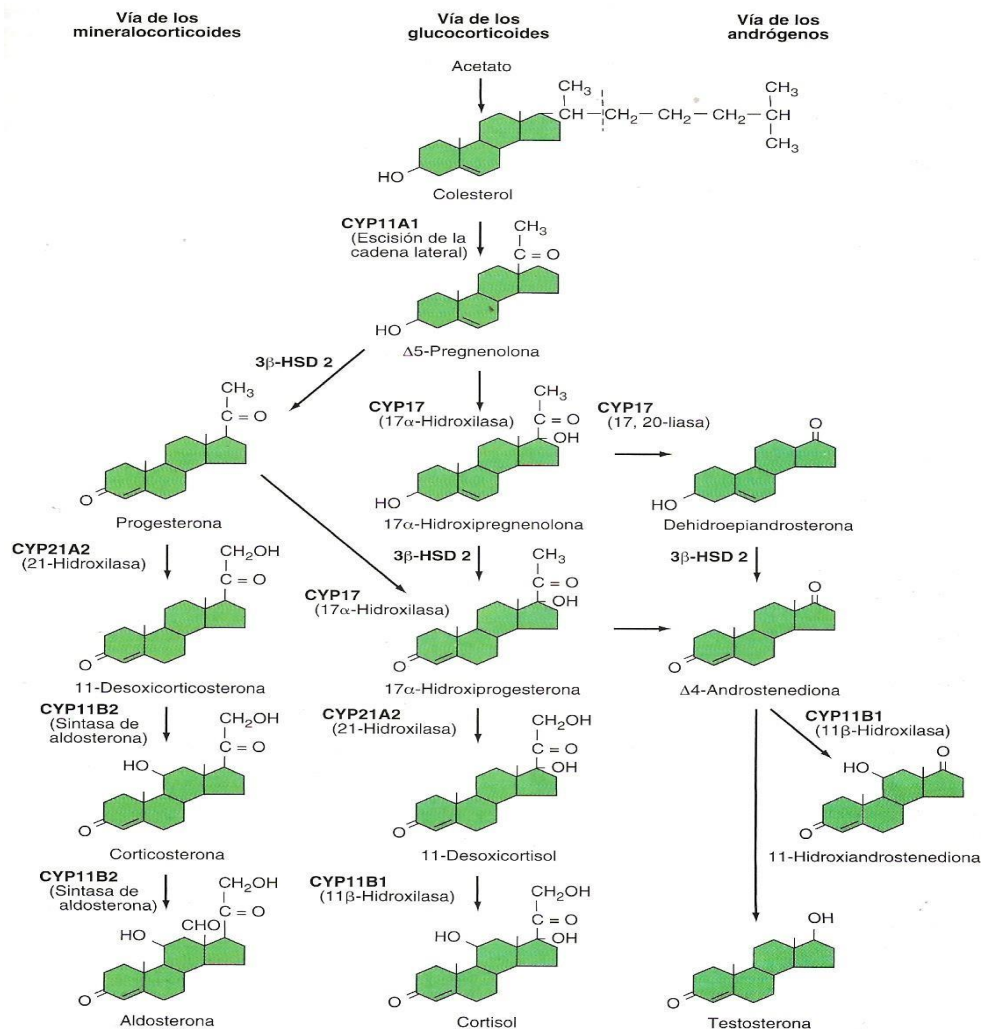 Vía de los
mineralocorticoides
Vía de los
glucocorticoides
Vía de los
andrógenos
Acetato
CH₃
CH—CH₂—CH₂—CH₂—CH
CH₃
HO
Colesterol
CYP11A1
(Escisión de la
cadena lateral)
CH₃
C=O
HO
Δ5-Pregnenolona
3β-HSD 2
CH₃
C=O
O
Progesterona
CYP17
(17α-Hidroxilasa)
CH₃
C=O
OH
HO
17α-Hidroxipregnenolona
CYP17
(17, 20-liasa)
O
HO
Dehidroepiandrosterona
CYP21A2
(21-Hidroxilasa)
CH₂OH
C=O
O
11-Desoxicorticosterona
CYP17
(17α-Hidroxilasa)
3β-HSD 2
CH₃
C=O
OH
O
17α-Hidroxiprogesterona
3β-HSD 2
O
O
Δ4-Androstenediona
CYP11B2
(Sintasa de
aldosterona)
CH₂OH
C=O
HO
O
Corticosterona
CYP21A2
(21-Hidroxilasa)
CH₂OH
C=O
OH
O
11-Desoxicortisol
CYP11B1
(11β-Hidroxilasa)
O
HO
O
11-Hidroxiandrostenediona
CYP11B2
(Sintasa de
aldosterona)
CH₂OH
C=O
CHO
HO
O
Aldosterona
CYP11B1
(11β-Hidroxilasa)
CH₂OH
C=O
OH
HO
O
Cortisol
OH
O
Testosterona